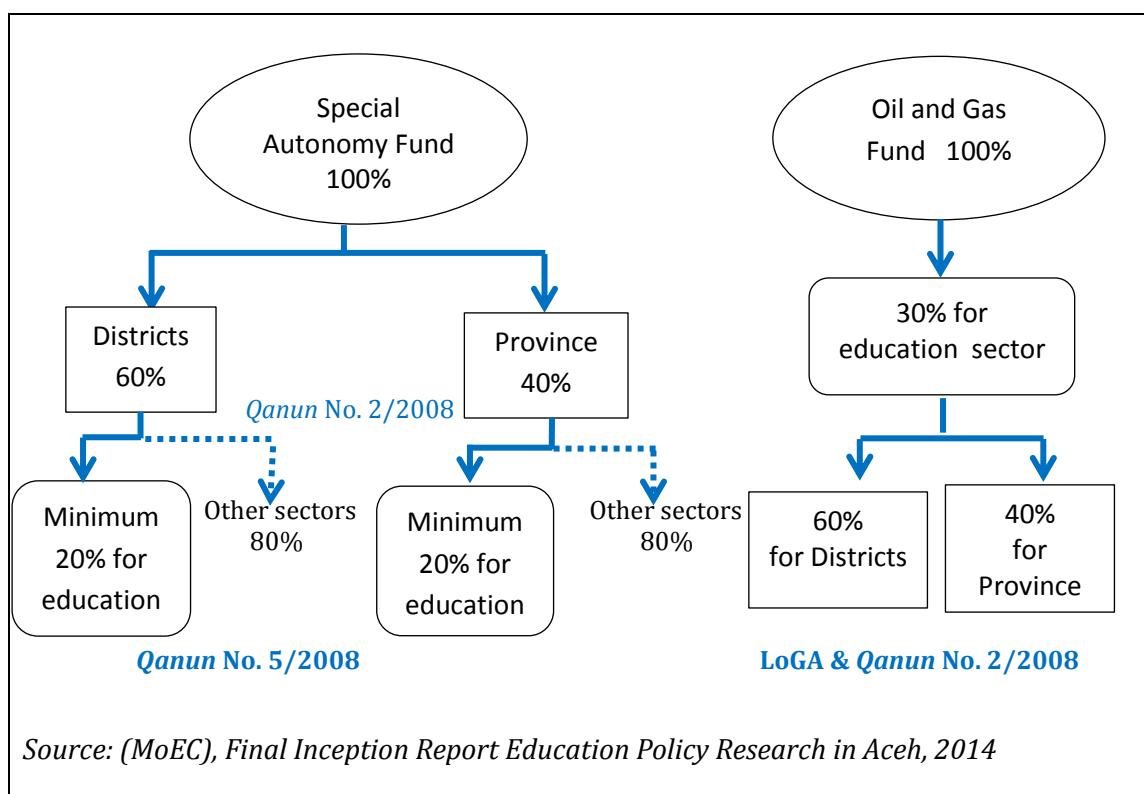 Special
Autonomy Fund
100%
Oil and Gas
Fund 100%
Districts
60%
Province
40%
30% for
education sector
Qanun No. 2/2008
Minimum
20% for
education
Other sectors
80%
Minimum
20% for
education
Other sectors
80%
60%
for Districts
40%
for
Province
Qanun No. 5/2008
LoGA & Qanun No. 2/2008
Source: (MoEC), Final Inception Report Education Policy Research in Aceh, 2014